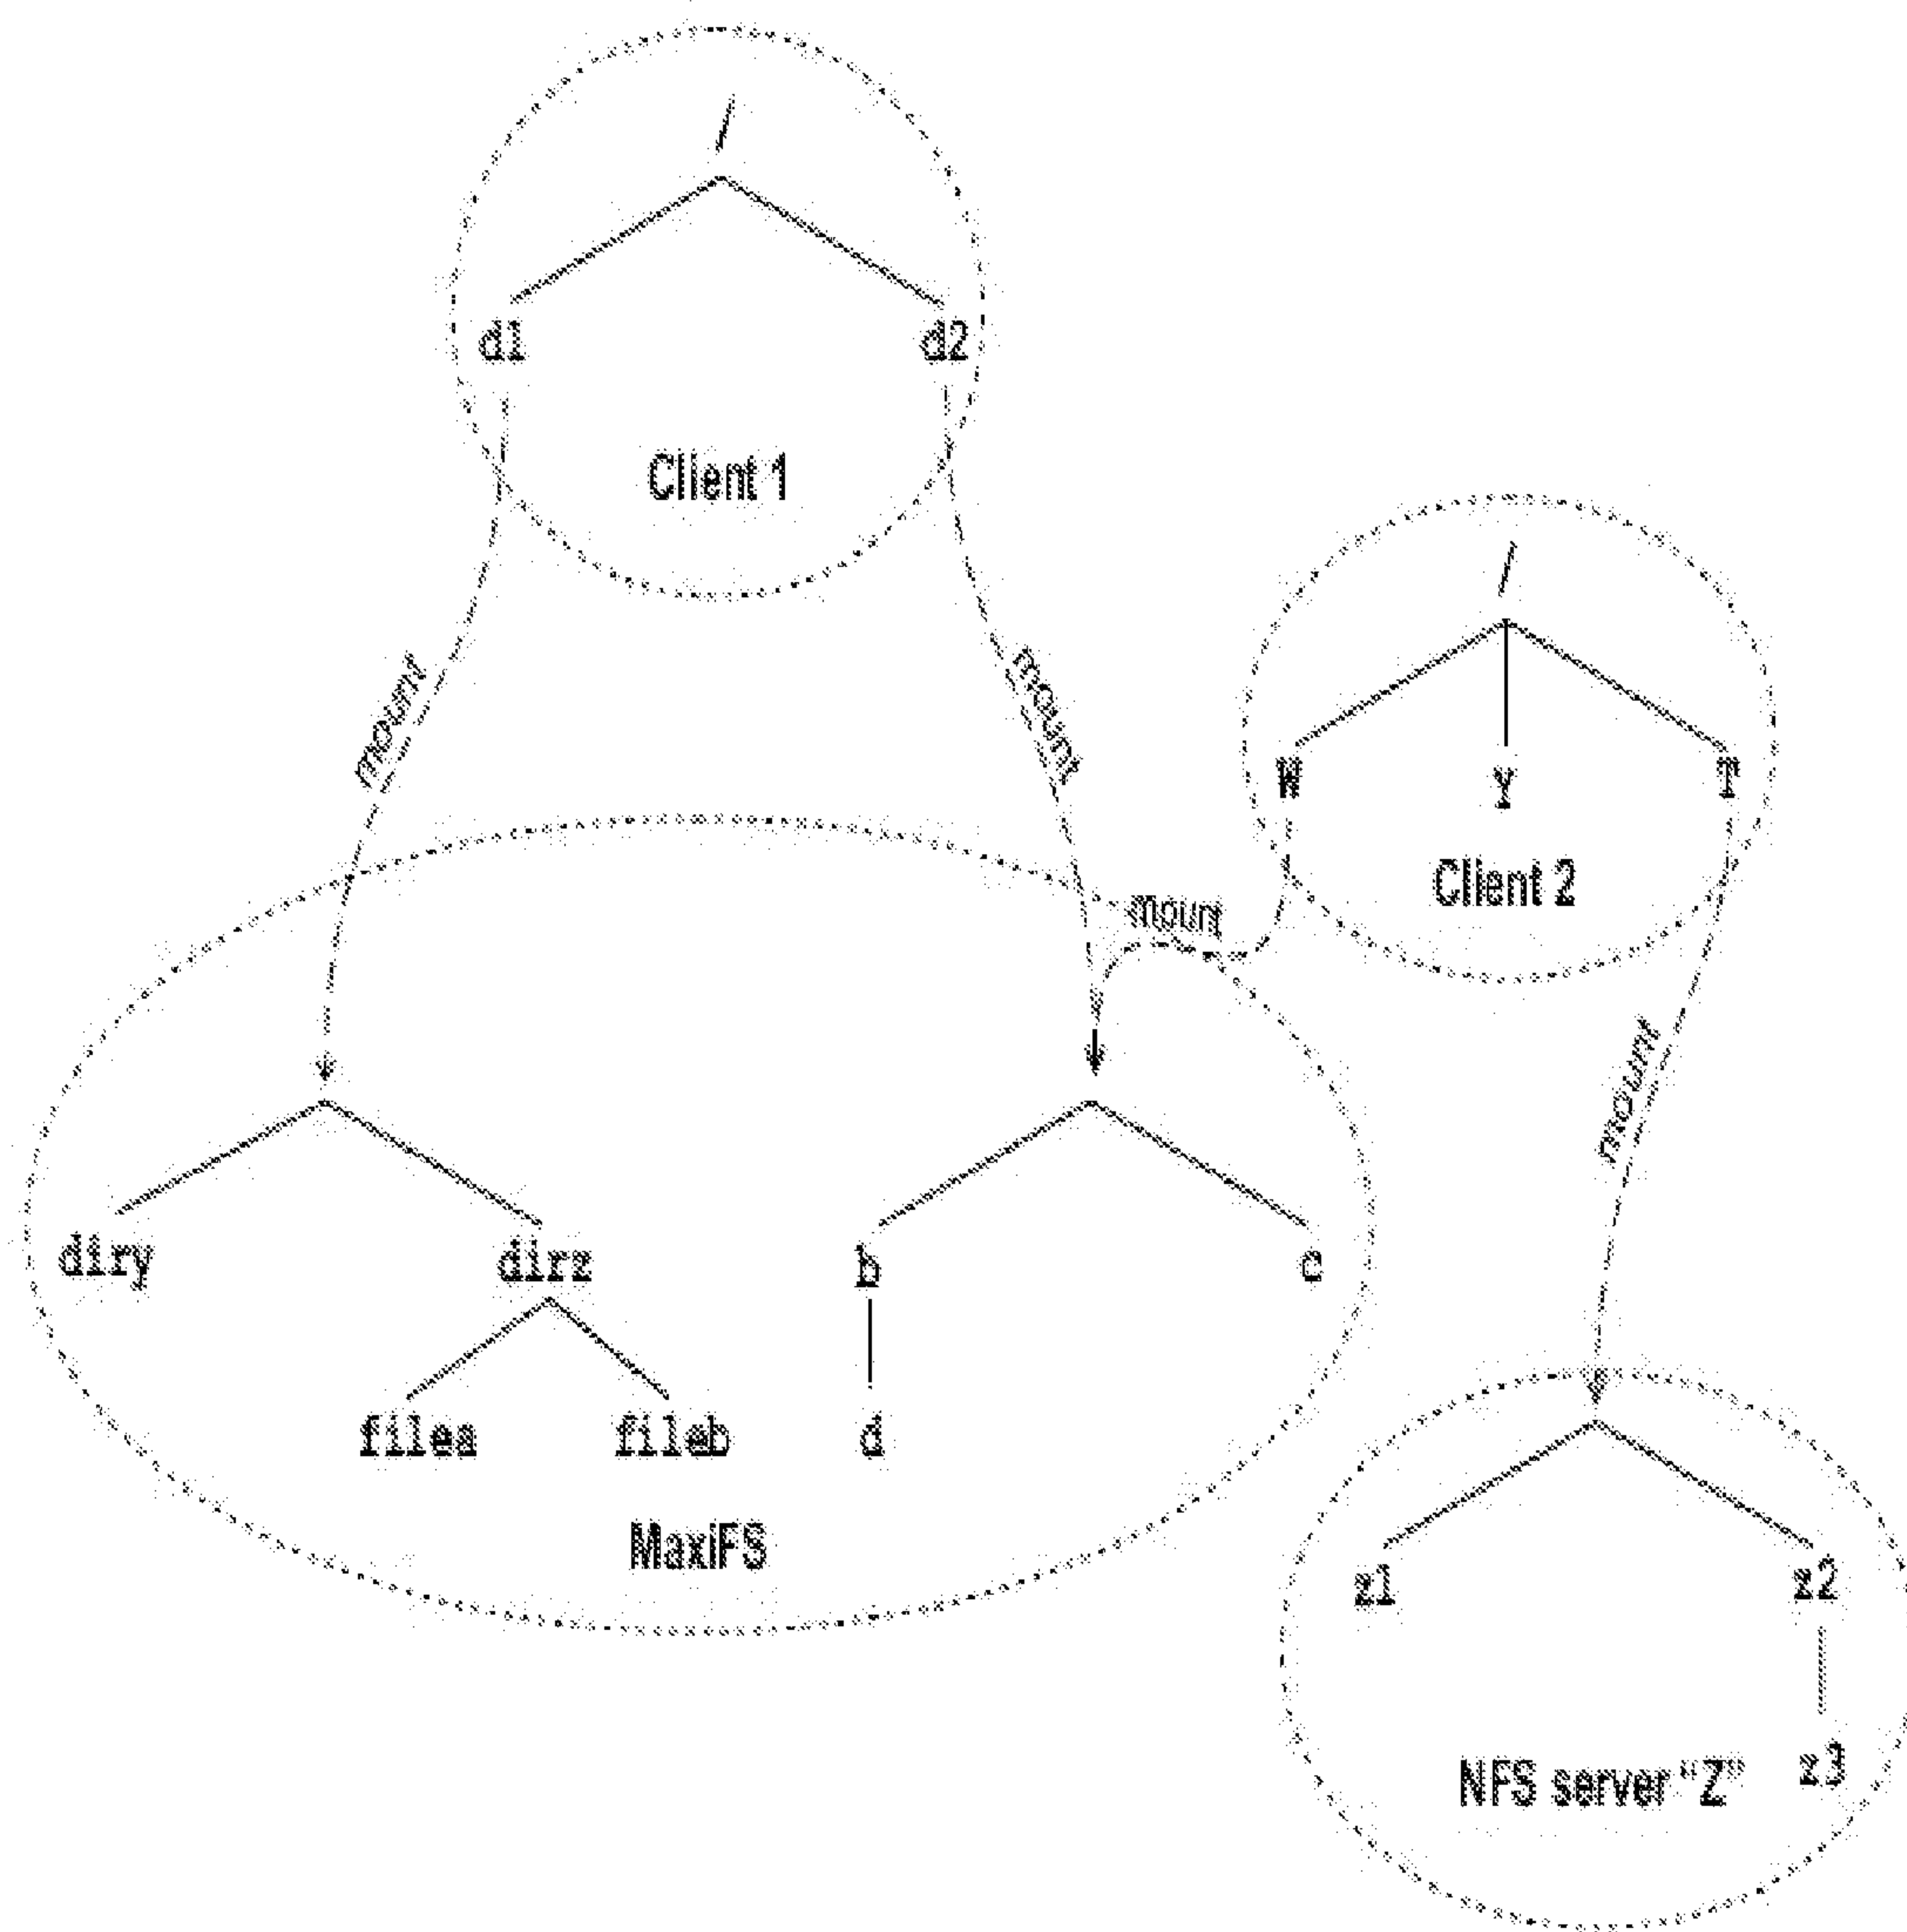 /
d1 d2
Client 1
mount
mount
/
W Y T
Client 2
mount
mount
diry dirz b c
filea fileb d
MaxiFS
z1 z2
z3
NFS server "Z"